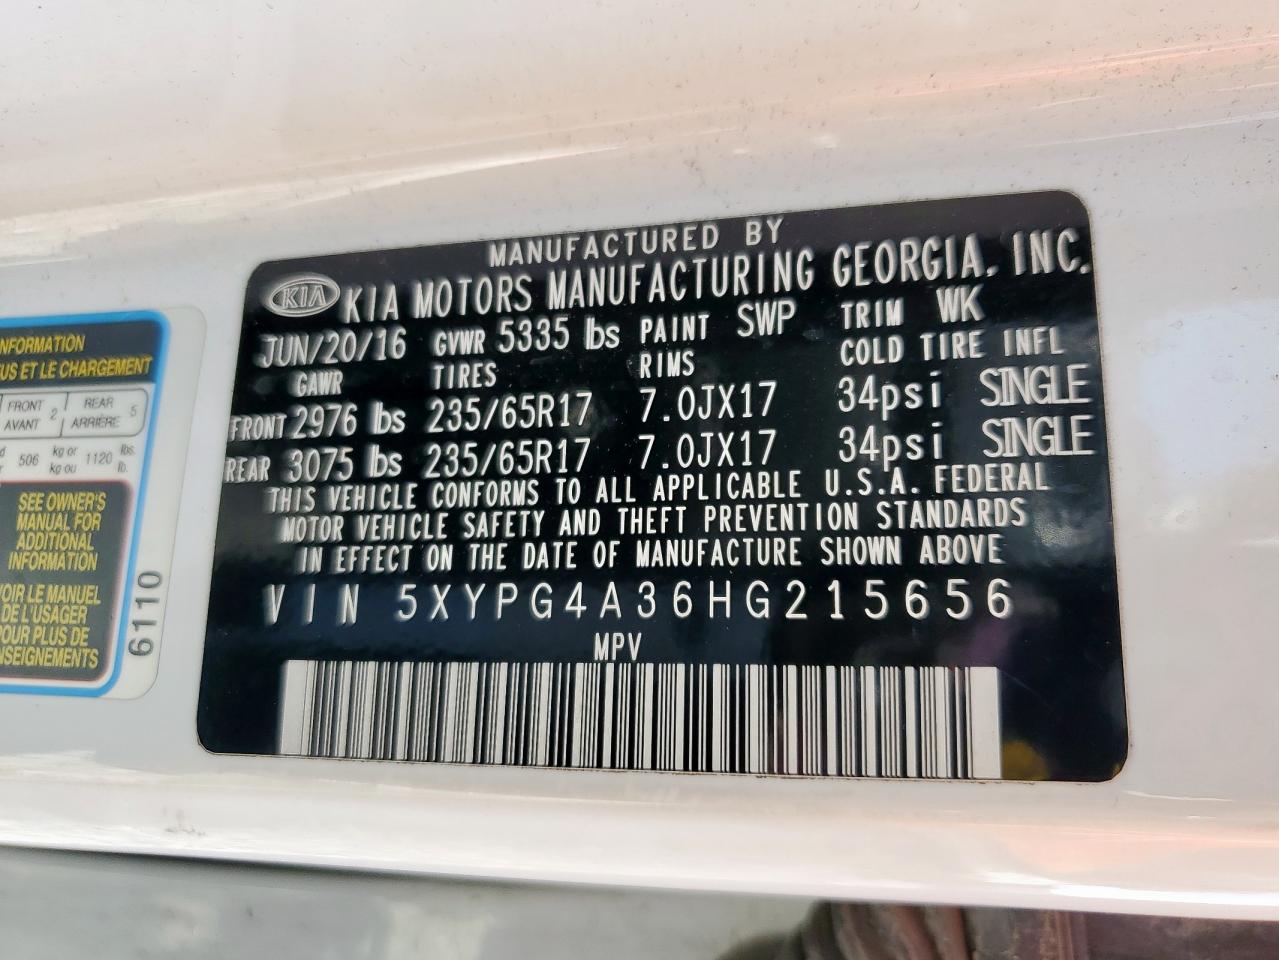 MANUFACTURED BY
KIA KIA MOTORS MANUFACTURING GEORGIA, INC.
JUN/20/16 GVWR 5335 lbs PAINT SWP TRIM WK
GAWR TIRES RIMS COLD TIRE INFL
FRONT 2976 lbs 235/65R17 7.0JX17 34psi SINGLE
REAR 3075 lbs 235/65R17 7.0JX17 34psi SINGLE
THIS VEHICLE CONFORMS TO ALL APPLICABLE U.S.A. FEDERAL
MOTOR VEHICLE SAFETY AND THEFT PREVENTION STANDARDS
IN EFFECT ON THE DATE OF MANUFACTURE SHOWN ABOVE
VIN 5XYPG4A36HG215656
MPV
ET LE CHARGEMENT
FRONT 2 REAR 5
AVANT ARRIÈRE
506 kg or 1120 lbs.
kg ou lb.
SEE OWNER'S
MANUAL FOR
ADDITIONAL
INFORMATION
LE MANUEL
DE L'USAGER
POUR PLUS DE
6110